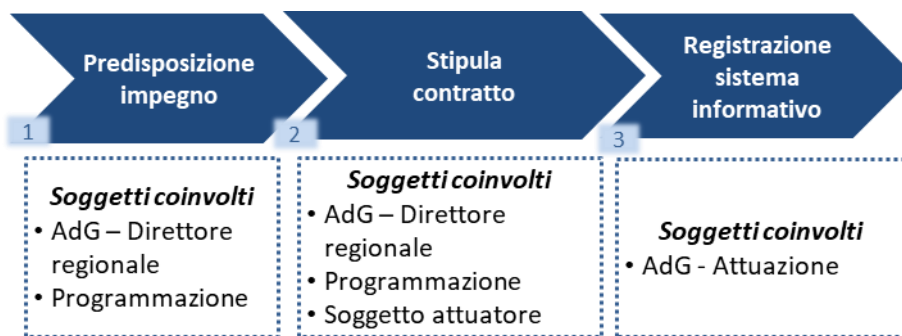 Predisposizione
impegno
1
Stipula
contratto
2
Registrazione
sistema
informativo
3
Soggetti coinvolti
• AdG – Direttore
regionale
• Programmazione
Soggetti coinvolti
• AdG – Direttore
regionale
• Programmazione
• Soggetto attuatore
Soggetti coinvolti
• AdG - Attuazione